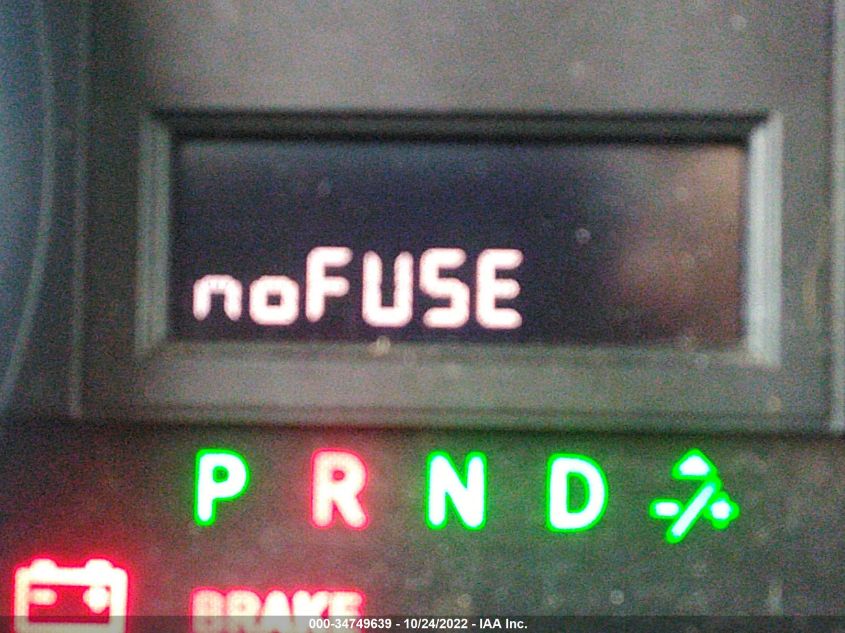 noFUSE
P R N D
BRAKE
000-34749639 - 10/24/2022 - IAA Inc.